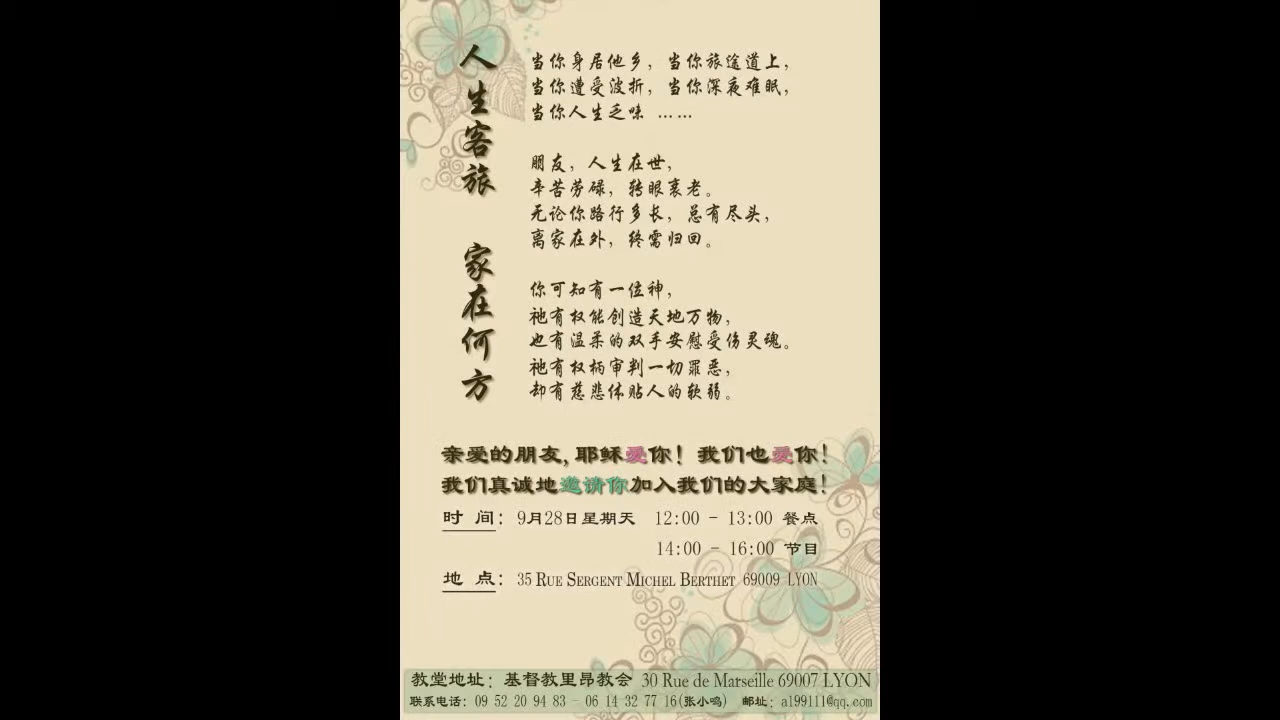 人生客旅 家在何方
当你身居他乡，当你旅途道上，
当你遭受波折，当你深夜难眠，
当你人生乏味 ……
朋友，人生在世，
辛苦劳碌，转眼衰老。
无论你路行多长，总有尽头，
离家在外，终需归回。
你可知有一位神，
祂有权能创造天地万物，
也有温柔的双手安慰受伤灵魂。
祂有权柄审判一切罪恶，
却有慈悲体贴人的软弱。
亲爱的朋友,耶稣爱你！我们也爱你！
我们真诚地邀请你加入我们的大家庭！
时 间：9月28日星期天 12:00 - 13:00 餐点
14:00 - 16:00 节目
地 点：35 Rue Sergent Michel Berthet 69009 LYON
教堂地址：基督教里昂教会 30 Rue de Marseille 69007 LYON
联系电话：09 52 20 94 83 - 06 14 32 77 16(张小鸣) 邮址：a199111@qq.com